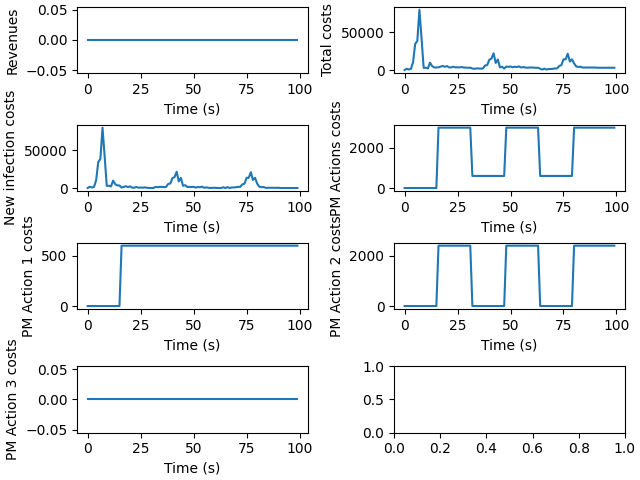 Revenues
0.05
0.00
−0.05
0 25 50 75 100
Time (s)
Total costs
50000
0
0 25 50 75 100
Time (s)
New infection costs
50000
0
0 25 50 75 100
Time (s)
PM Actions costs
2000
0
0 25 50 75 100
Time (s)
PM Action 1 costs
500
0
0 25 50 75 100
Time (s)
PM Action 2 costs
2000
0
0 25 50 75 100
Time (s)
PM Action 3 costs
0.05
0.00
−0.05
0 25 50 75 100
Time (s)
1.0
0.5
0.0
0.0 0.2 0.4 0.6 0.8 1.0